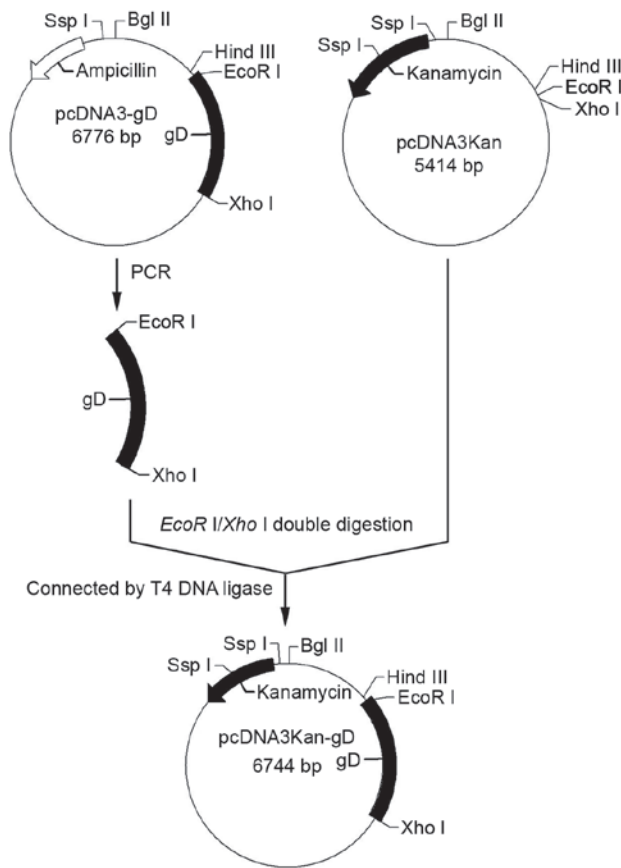 Ssp I
Bgl II
Hind III
EcoR I
Ampicillin
pcDNA3-gD
6776 bp
gD
Xho I
Ssp I
Bgl II
Ssp I
Kanamycin
Hind III
EcoR I
Xho I
pcDNA3Kan
5414 bp
PCR
EcoR I
gD
Xho I
EcoR I/Xho I double digestion
Connected by T4 DNA ligase
Ssp I
Bgl II
Ssp I
Kanamycin
Hind III
EcoR I
pcDNA3Kan-gD
6744 bp
gD
Xho I